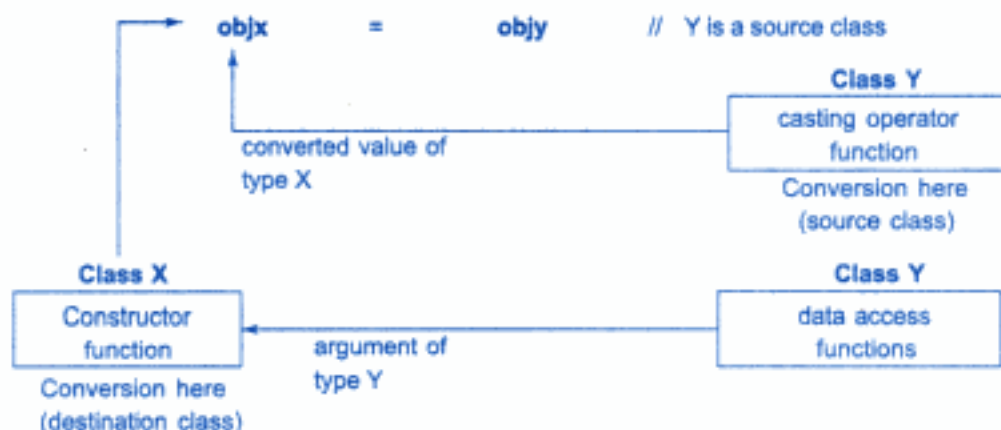 objx = objy // Y is a source class
Class Y
casting operator
function
converted value of
type X
Conversion here
(source class)
Class X
Class Y
Constructor
function
data access
functions
argument of
type Y
Conversion here
(destination class)